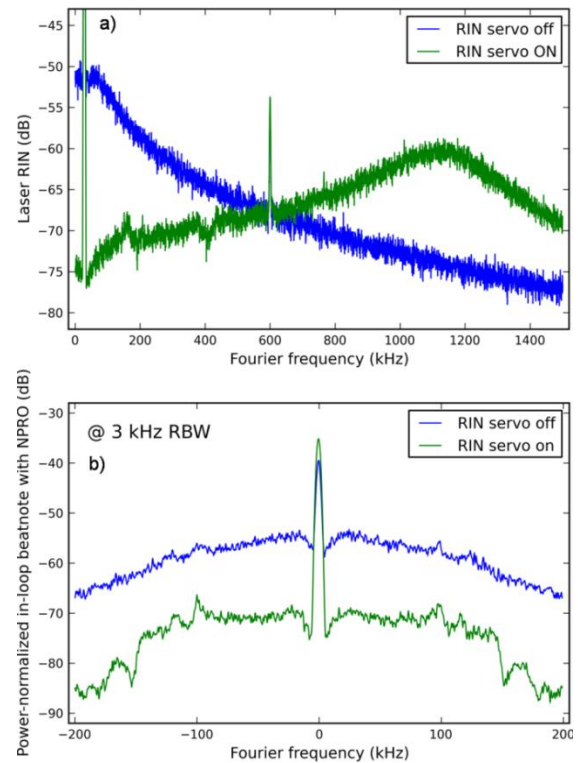 a)
RIN servo off
RIN servo ON
Laser RIN (dB)
−45
−50
−55
−60
−65
−70
−75
−80
0 200 400 600 800 1000 1200 1400
Fourier frequency (kHz)
@ 3 kHz RBW
b)
RIN servo off
RIN servo on
Power-normalized in-loop beatnote with NPRO (dB)
−30
−40
−50
−60
−70
−80
−90
−200 −100 0 100 200
Fourier frequency (kHz)